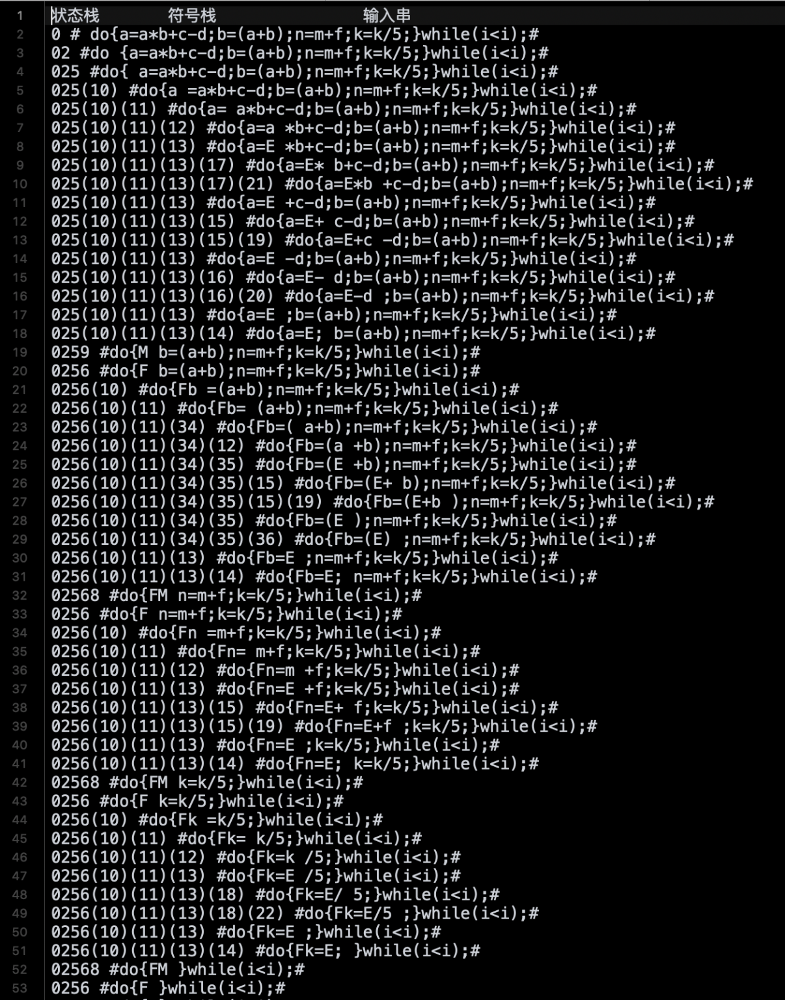 1 状态栈 符号栈 输入串
2 0 # do{a=a*b+c-d;b=(a+b);n=m+f;k=k/5;}while(i<i);#
3 02 #do {a=a*b+c-d;b=(a+b);n=m+f;k=k/5;}while(i<i);#
4 025 #do{ a=a*b+c-d;b=(a+b);n=m+f;k=k/5;}while(i<i);#
5 025(10) #do{a =a*b+c-d;b=(a+b);n=m+f;k=k/5;}while(i<i);#
6 025(10)(11) #do{a= a*b+c-d;b=(a+b);n=m+f;k=k/5;}while(i<i);#
7 025(10)(11)(12) #do{a=a *b+c-d;b=(a+b);n=m+f;k=k/5;}while(i<i);#
8 025(10)(11)(13) #do{a=E *b+c-d;b=(a+b);n=m+f;k=k/5;}while(i<i);#
9 025(10)(11)(13)(17) #do{a=E* b+c-d;b=(a+b);n=m+f;k=k/5;}while(i<i);#
10 025(10)(11)(13)(17)(21) #do{a=E*b +c-d;b=(a+b);n=m+f;k=k/5;}while(i<i);#
11 025(10)(11)(13) #do{a=E +c-d;b=(a+b);n=m+f;k=k/5;}while(i<i);#
12 025(10)(11)(13)(15) #do{a=E+ c-d;b=(a+b);n=m+f;k=k/5;}while(i<i);#
13 025(10)(11)(13)(15)(19) #do{a=E+c -d;b=(a+b);n=m+f;k=k/5;}while(i<i);#
14 025(10)(11)(13) #do{a=E -d;b=(a+b);n=m+f;k=k/5;}while(i<i);#
15 025(10)(11)(13)(16) #do{a=E- d;b=(a+b);n=m+f;k=k/5;}while(i<i);#
16 025(10)(11)(13)(16)(20) #do{a=E-d ;b=(a+b);n=m+f;k=k/5;}while(i<i);#
17 025(10)(11)(13) #do{a=E ;b=(a+b);n=m+f;k=k/5;}while(i<i);#
18 025(10)(11)(13)(14) #do{a=E; b=(a+b);n=m+f;k=k/5;}while(i<i);#
19 0259 #do{M b=(a+b);n=m+f;k=k/5;}while(i<i);#
20 0256 #do{F b=(a+b);n=m+f;k=k/5;}while(i<i);#
21 0256(10) #do{Fb =(a+b);n=m+f;k=k/5;}while(i<i);#
22 0256(10)(11) #do{Fb= (a+b);n=m+f;k=k/5;}while(i<i);#
23 0256(10)(11)(34) #do{Fb=( a+b);n=m+f;k=k/5;}while(i<i);#
24 0256(10)(11)(34)(12) #do{Fb=(a +b);n=m+f;k=k/5;}while(i<i);#
25 0256(10)(11)(34)(35) #do{Fb=(E +b);n=m+f;k=k/5;}while(i<i);#
26 0256(10)(11)(34)(35)(15) #do{Fb=(E+ b);n=m+f;k=k/5;}while(i<i);#
27 0256(10)(11)(34)(35)(15)(19) #do{Fb=(E+b );n=m+f;k=k/5;}while(i<i);#
28 0256(10)(11)(34)(35) #do{Fb=(E );n=m+f;k=k/5;}while(i<i);#
29 0256(10)(11)(34)(35)(36) #do{Fb=(E) ;n=m+f;k=k/5;}while(i<i);#
30 0256(10)(11)(13) #do{Fb=E ;n=m+f;k=k/5;}while(i<i);#
31 0256(10)(11)(13)(14) #do{Fb=E; n=m+f;k=k/5;}while(i<i);#
32 02568 #do{FM n=m+f;k=k/5;}while(i<i);#
33 0256 #do{F n=m+f;k=k/5;}while(i<i);#
34 0256(10) #do{Fn =m+f;k=k/5;}while(i<i);#
35 0256(10)(11) #do{Fn= m+f;k=k/5;}while(i<i);#
36 0256(10)(11)(12) #do{Fn=m +f;k=k/5;}while(i<i);#
37 0256(10)(11)(13) #do{Fn=E +f;k=k/5;}while(i<i);#
38 0256(10)(11)(13)(15) #do{Fn=E+ f;k=k/5;}while(i<i);#
39 0256(10)(11)(13)(15)(19) #do{Fn=E+f ;k=k/5;}while(i<i);#
40 0256(10)(11)(13) #do{Fn=E ;k=k/5;}while(i<i);#
41 0256(10)(11)(13)(14) #do{Fn=E; k=k/5;}while(i<i);#
42 02568 #do{FM k=k/5;}while(i<i);#
43 0256 #do{F k=k/5;}while(i<i);#
44 0256(10) #do{Fk =k/5;}while(i<i);#
45 0256(10)(11) #do{Fk= k/5;}while(i<i);#
46 0256(10)(11)(12) #do{Fk=k /5;}while(i<i);#
47 0256(10)(11)(13) #do{Fk=E /5;}while(i<i);#
48 0256(10)(11)(13)(18) #do{Fk=E/ 5;}while(i<i);#
49 0256(10)(11)(13)(18)(22) #do{Fk=E/5 ;}while(i<i);#
50 0256(10)(11)(13) #do{Fk=E ;}while(i<i);#
51 0256(10)(11)(13)(14) #do{Fk=E; }while(i<i);#
52 02568 #do{FM }while(i<i);#
53 0256 #do{F }while(i<i);#